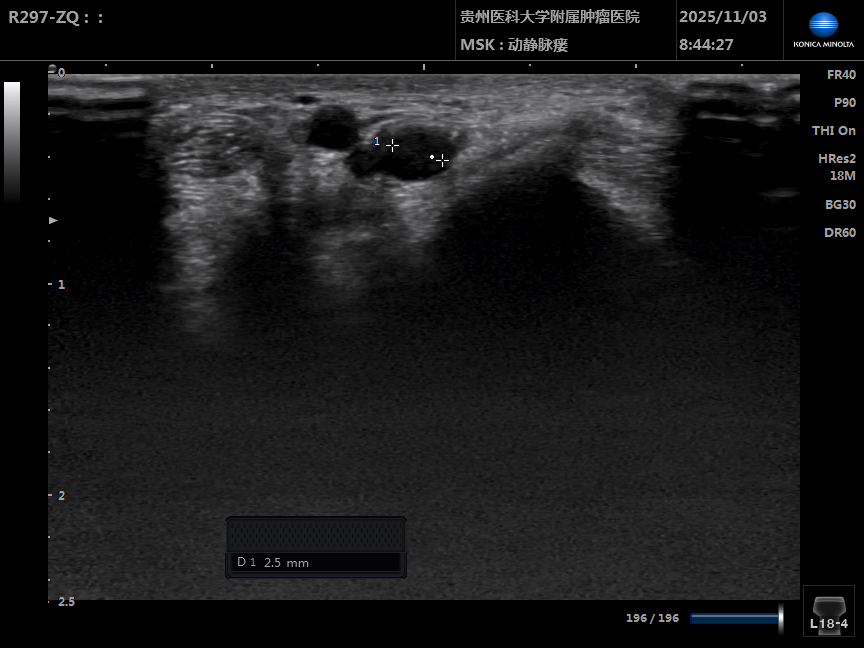 R297-ZQ : :
贵州医科大学附属肿瘤医院
2025/11/03
MSK : 动静脉瘘
8:44:27
KONICA MINOLTA
0
FR40
P90
THI On
HRes2
18M
BG30
DR60
1
1
2
D 1 2.5 mm
2.5
196 / 196
L18-4